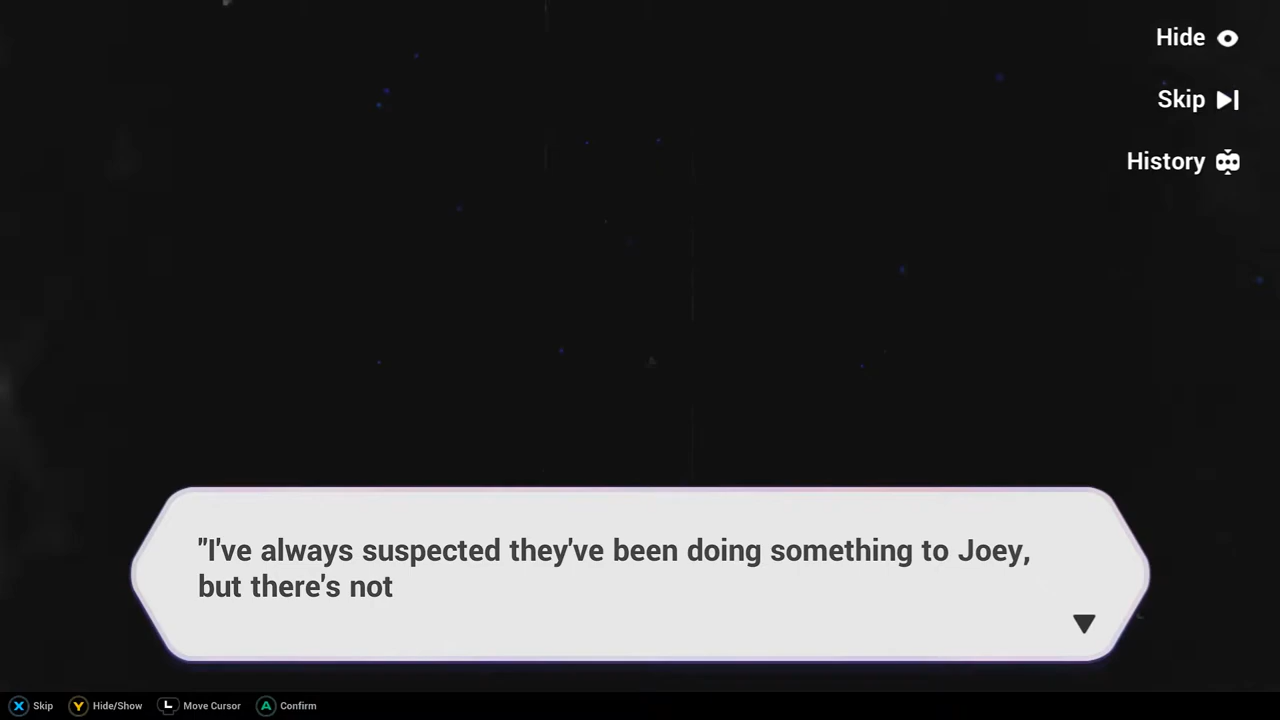 Hide
Skip
History
"I've always suspected they've been doing something to Joey,
but there's not
X Skip Y Hide/Show L Move Cursor A Confirm